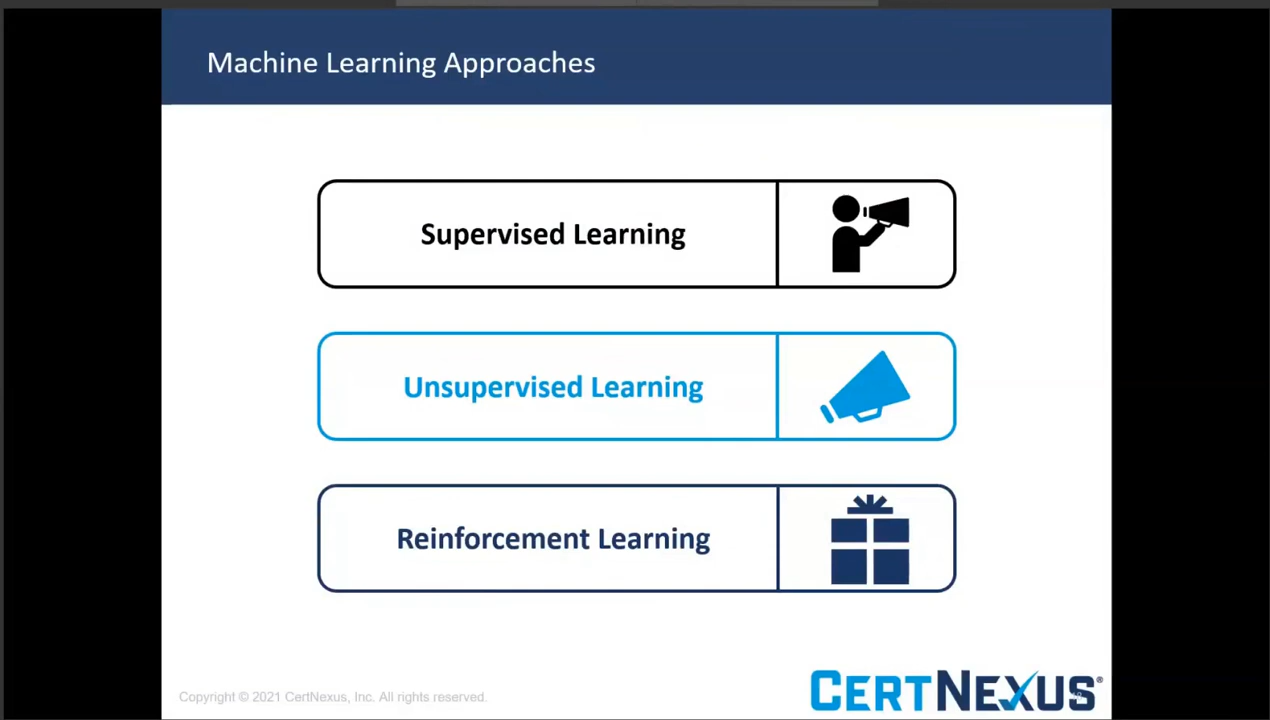 Machine Learning Approaches
Supervised Learning
Unsupervised Learning
Reinforcement Learning
Copyright © 2021 CertNexus, Inc. All rights reserved.
CERTNEXUS®